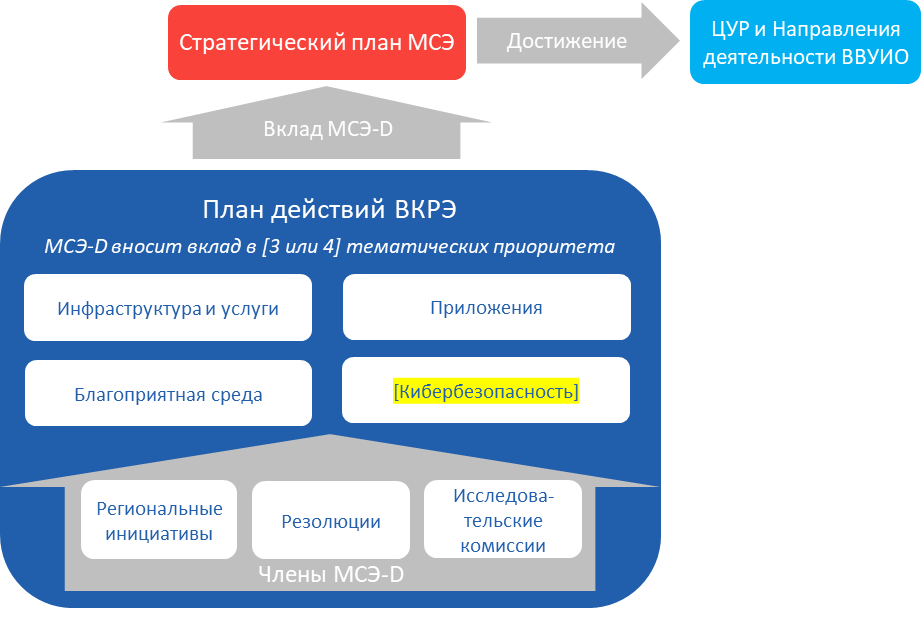 Стратегический план МСЭ
Достижение
ЦУР и Направления
деятельности ВВУИО
Вклад МСЭ-D
План действий ВКРЭ
МСЭ-D вносит вклад в [3 или 4] тематических приоритета
Инфраструктура и услуги
Приложения
Благоприятная среда
[Кибербезопасность]
Региональные
инициативы
Резолюции
Исследова-
тельские
комиссии
Члены МСЭ-D